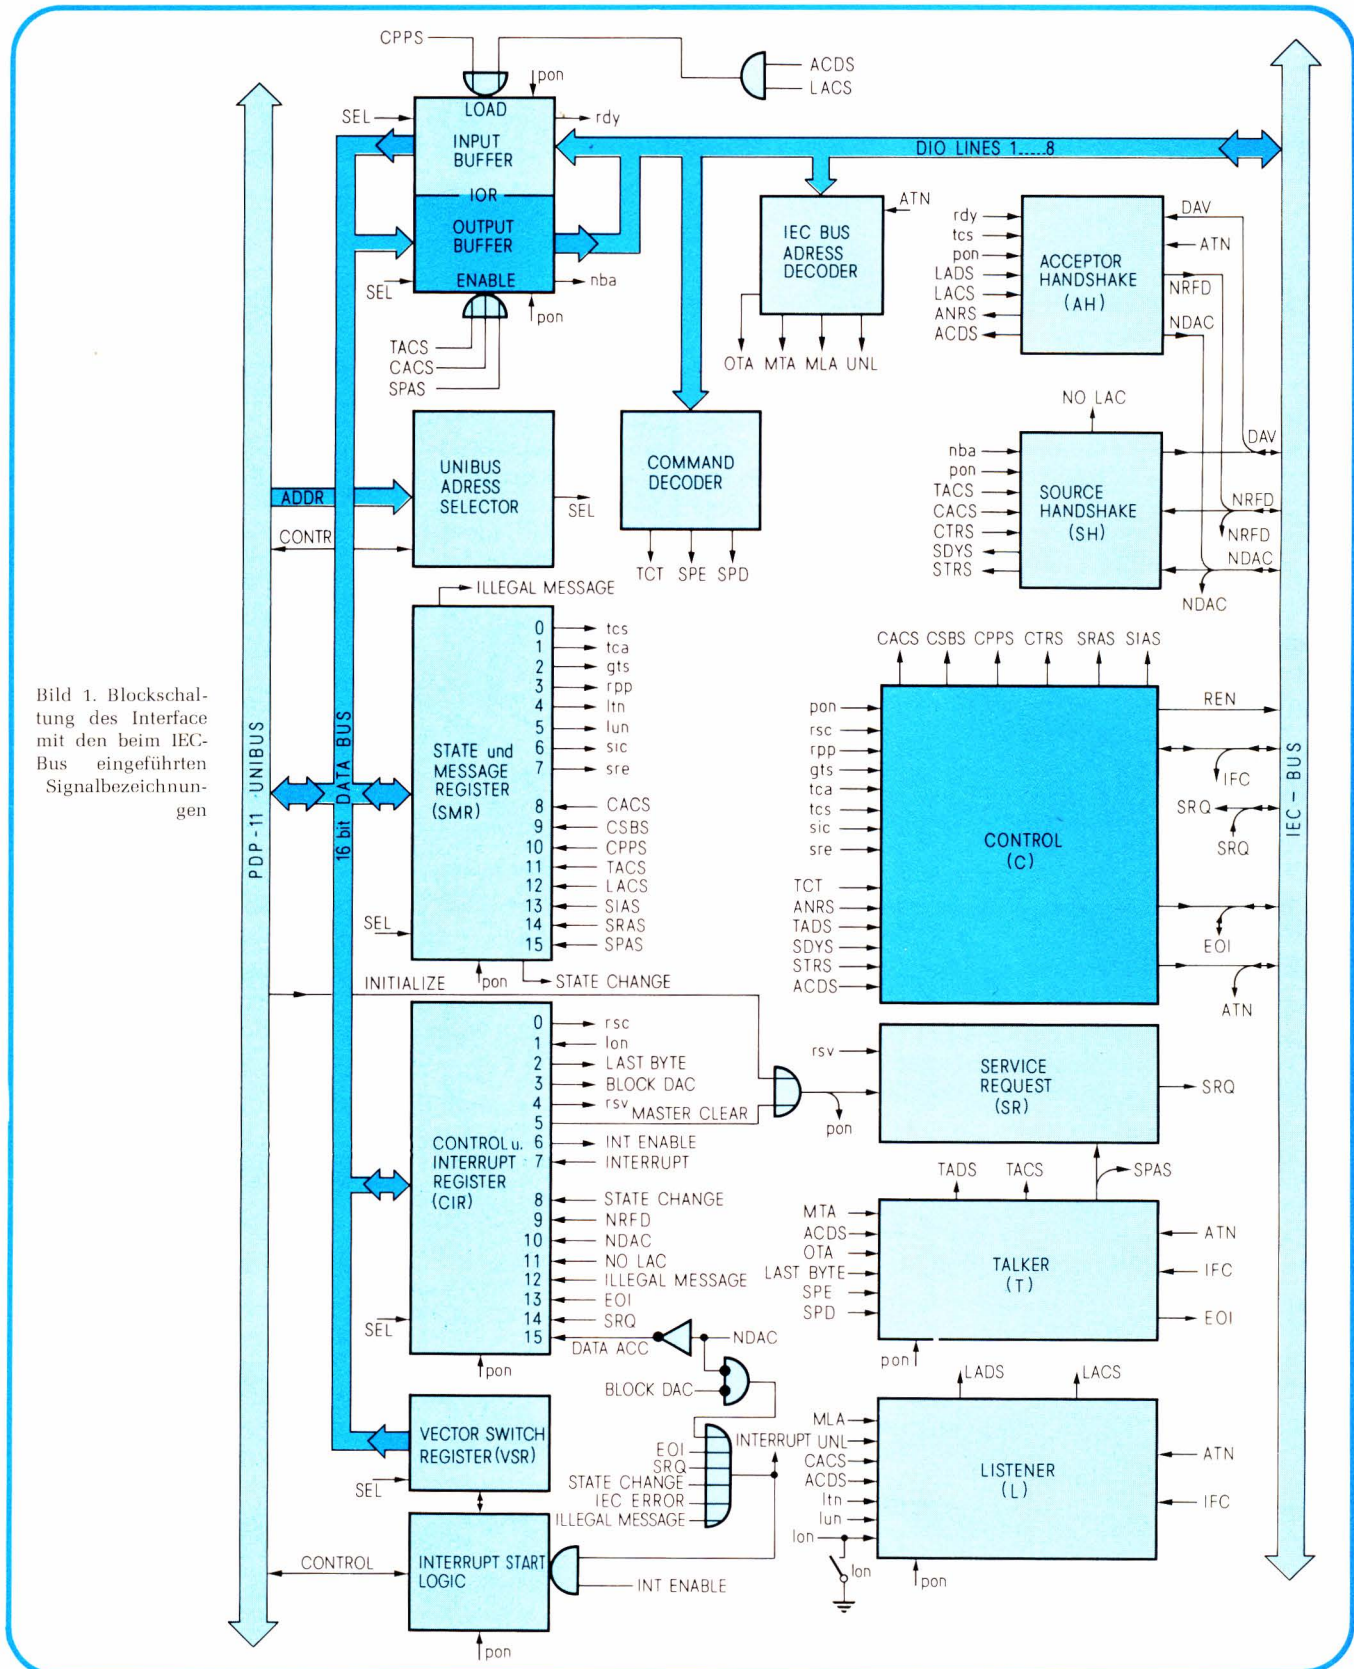 CPPS
pon
ACDS
LACS
SEL
LOAD
rdy
INPUT
BUFFER
IOR
OUTPUT
BUFFER
ENABLE
SEL
nba
pon
TACS
CACS
SPAS
DIO LINES 1.....8
ATN
IEC BUS
ADRESS
DECODER
OTA MTA MLA UNL
rdy
tcs
pon
LADS
LACS
ANRS
ACDS
ACCEPTOR
HANDSHAKE
(AH)
DAV
ATN
NRFD
NDAC
NO LAC
nba
pon
TACS
CACS
CTRS
SDYS
STRS
SOURCE
HANDSHAKE
(SH)
DAV
NRFD
NRFD
NDAC
NDAC
ADDR
CONTR
UNIBUS
ADRESS
SELECTOR
SEL
COMMAND
DECODER
TCT SPE SPD
Bild 1. Blockschal-
tung des Interface
mit den beim IEC-
Bus eingeführten
Signalbezeichnun-
gen
PDP-11 UNIBUS
16 bit DATA BUS
IEC-BUS
ILLEGAL MESSAGE
STATE und
MESSAGE
REGISTER
(SMR)
0 tcs
1 tca
2 gts
3 rpp
4 ltn
5 lun
6 sic
7 sre
8 CACS
9 CSBS
10 CPPS
11 TACS
12 LACS
13 SIAS
14 SRAS
15 SPAS
SEL
pon
STATE CHANGE
INITIALIZE
CACS CSBS CPPS CTRS SRAS SIAS
pon
rsc
rpp
gts
tca
tcs
sic
sre
TCT
ANRS
TADS
SDYS
STRS
ACDS
CONTROL
(C)
REN
IFC
SRQ
SRQ
EOI
ATN
CONTROL u.
INTERRUPT
REGISTER
(CIR)
0 rsc
1 lon
2 LAST BYTE
3 BLOCK DAC
4 rsv
5 MASTER CLEAR
6 INT ENABLE
7 INTERRUPT
8 STATE CHANGE
9 NRFD
10 NDAC
11 NO LAC
12 ILLEGAL MESSAGE
13 EOI
14 SRQ
15 DATA ACC
SEL
pon
NDAC
BLOCK DAC
pon
rsv
SERVICE
REQUEST
(SR)
SRQ
TADS
TACS
SPAS
MTA
ACDS
OTA
LAST BYTE
SPE
SPD
TALKER
(T)
ATN
IFC
EOI
pon
VECTOR SWITCH
REGISTER (VSR)
SEL
EOI
SRQ
STATE CHANGE
IEC ERROR
ILLEGAL MESSAGE
INTERRUPT
LADS
LACS
MLA
UNL
CACS
ACDS
ltn
lun
lon
lon
LISTENER
(L)
ATN
IFC
pon
CONTROL
INTERRUPT START
LOGIC
INT ENABLE
pon